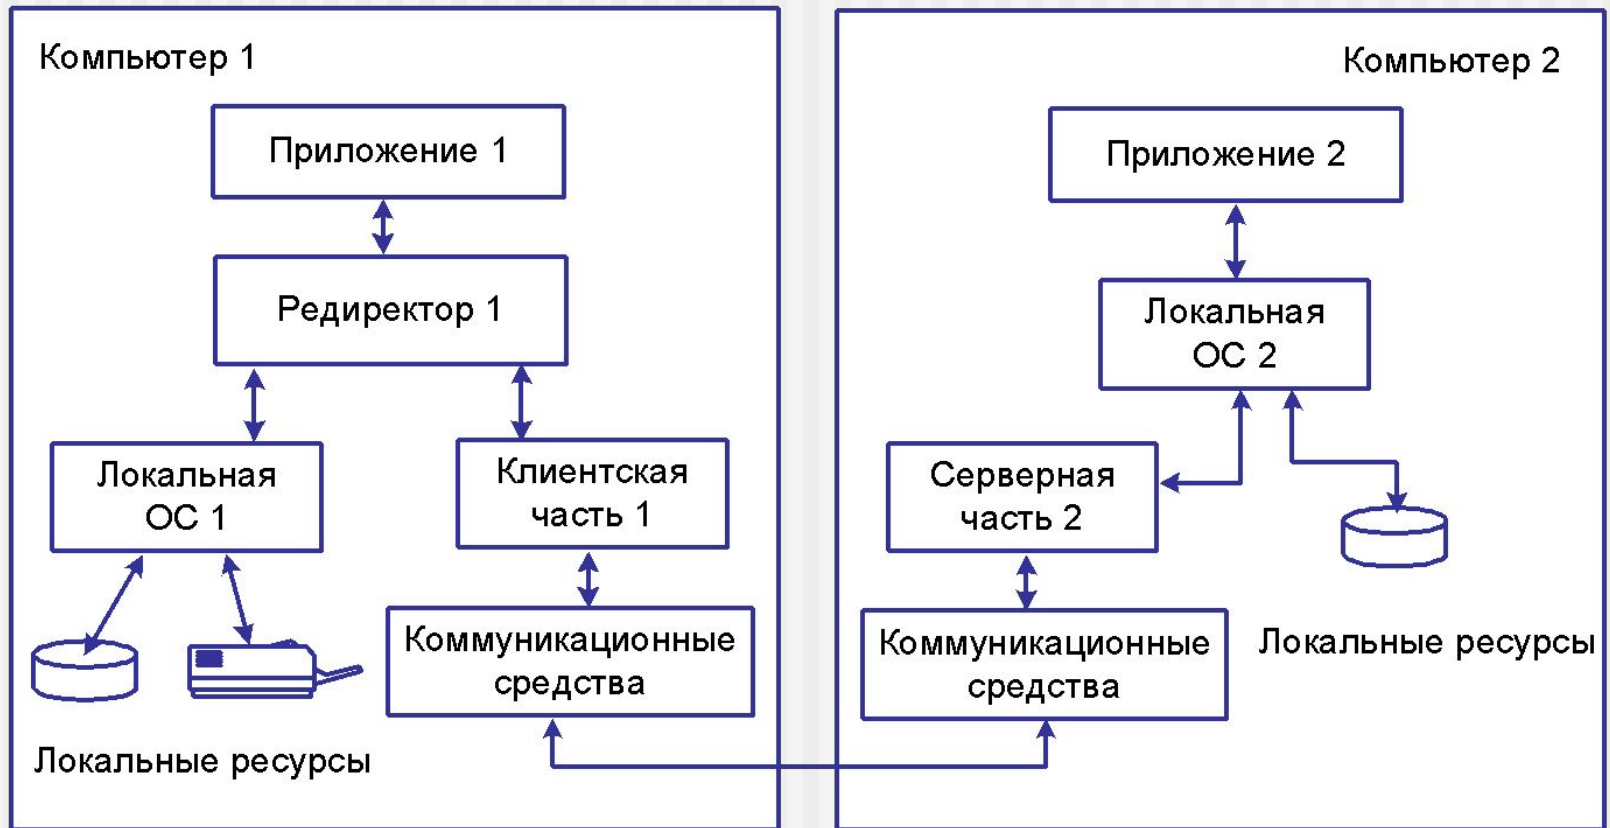 Компьютер 1
Приложение 1
Редиректор 1
Локальная
ОС 1
Клиентская
часть 1
Коммуникационные
средства
Локальные ресурсы
Компьютер 2
Приложение 2
Локальная
ОС 2
Серверная
часть 2
Коммуникационные
средства
Локальные ресурсы